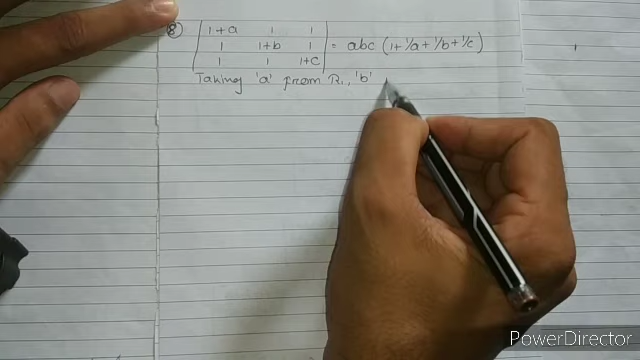 8 | 1+a 1 1 |
| 1 1+b 1 | = abc (1+1/a+1/b+1/c)
| 1 1 1+c |
Taking 'a' from R1, 'b'
PowerDirector